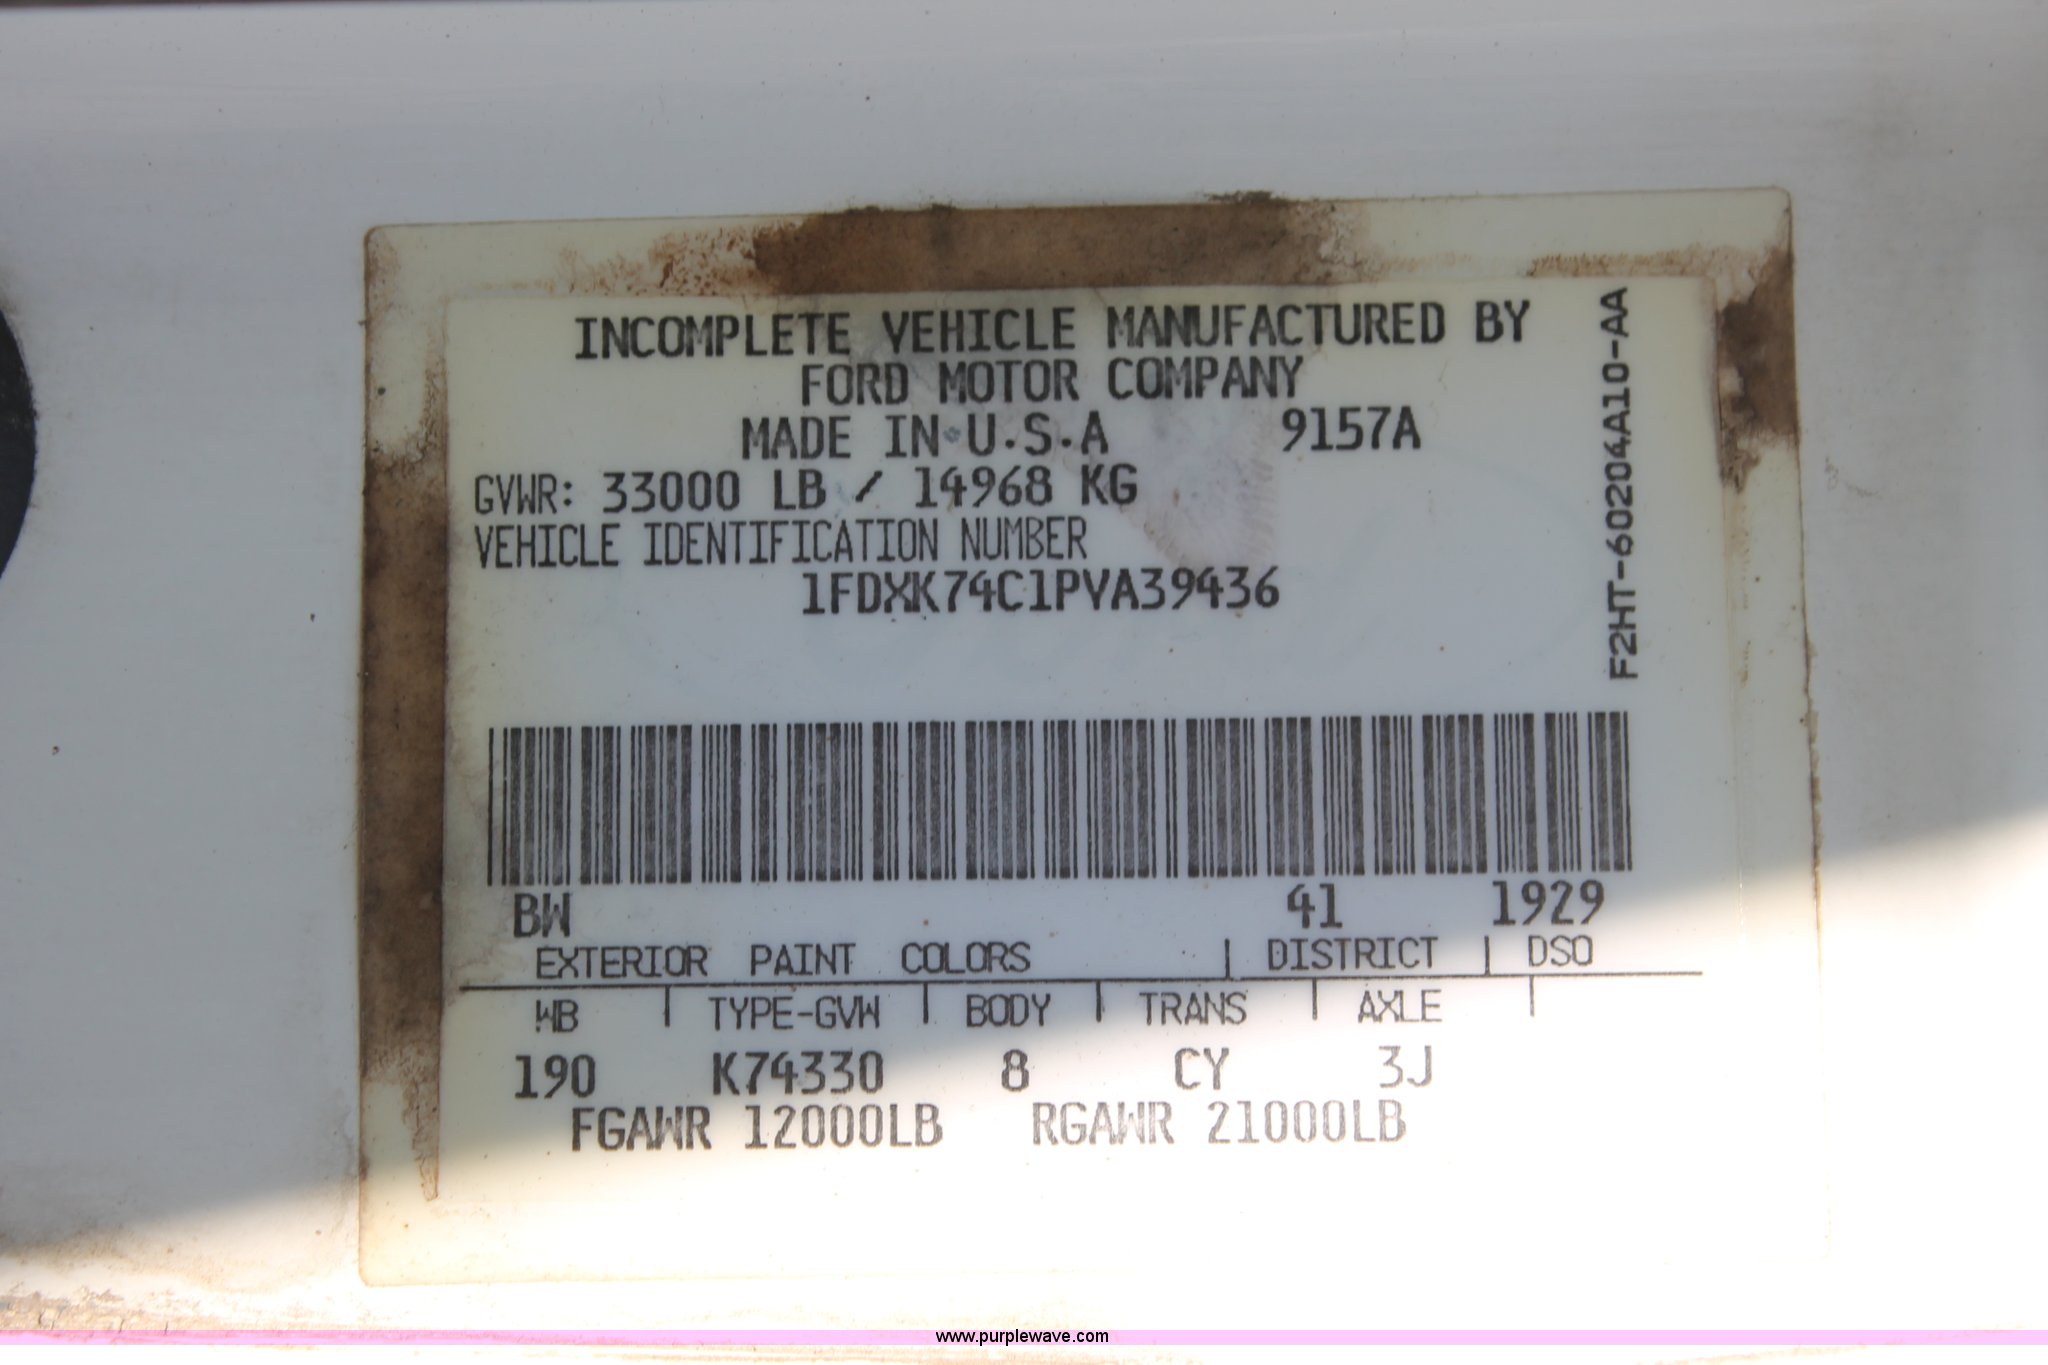 INCOMPLETE VEHICLE MANUFACTURED BY
FORD MOTOR COMPANY
MADE IN U.S.A 9157A
GVWR: 33000 LB / 14968 KG
VEHICLE IDENTIFICATION NUMBER
1FDXK74C1PVA39436
F2HT-60204A10-AA
BW 41 1929
EXTERIOR PAINT COLORS | DISTRICT | DSO
WB | TYPE-GVW | BODY | TRANS | AXLE |
190 K74330 8 CY 3J
FGAWR 12000LB RGAWR 21000LB
www.purplewave.com